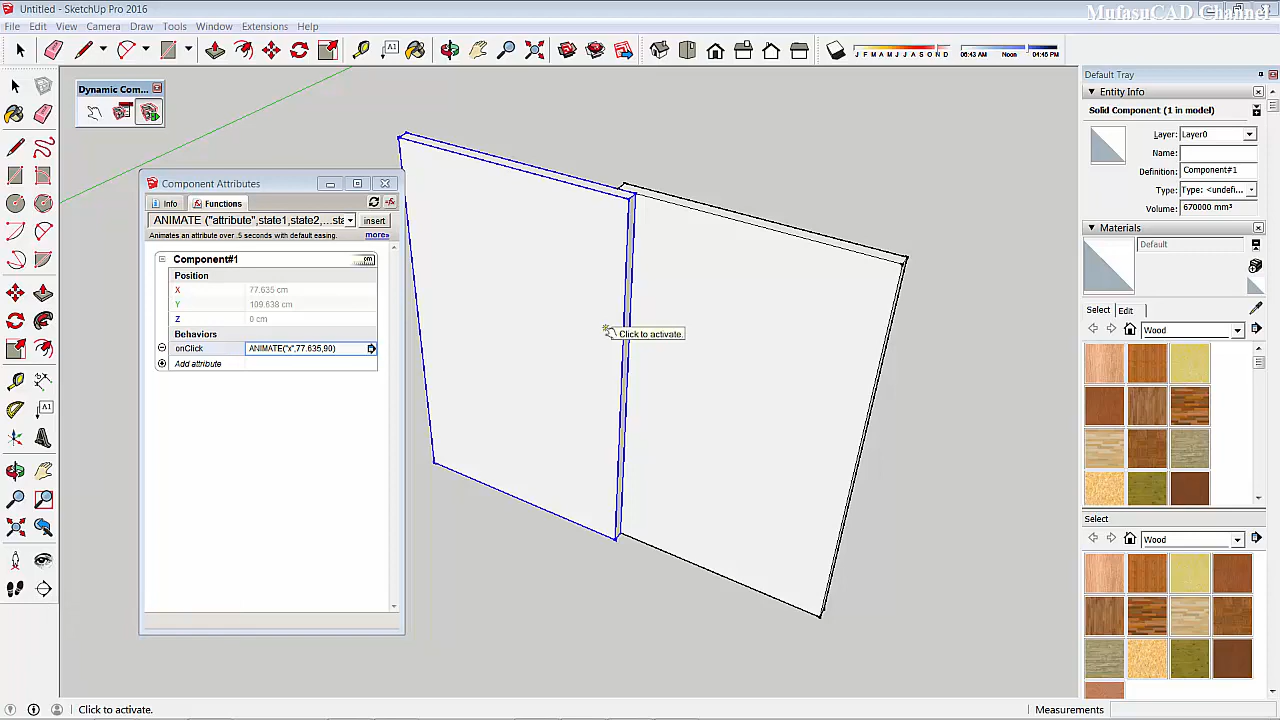 Untitled - SketchUp Pro 2016
MufasuCAD Channel
File Edit View Camera Draw Tools Window Extensions Help
J F M A M J J A S O N D
06:43 AM Noon 04:46 PM
Default Tray
Dynamic Com...
Entity Info
Solid Component (1 in model)
Layer: Layer0
Name:
Definition: Component#1
Type: Type: <undefi...
Volume: 670000 mm³
Component Attributes
Info Functions
ANIMATE ("attribute",state1,state2,...sta insert
Animates an attribute over .5 seconds with default easing. more»
Component#1
Position
X 77.635 cm
Y 109.638 cm
Z 0 cm
Behaviors
onClick ANIMATE("x",77.635,90)
Add attribute
Click to activate.
Materials
Default
Select Edit
Wood
Select
Wood
Click to activate.
Measurements